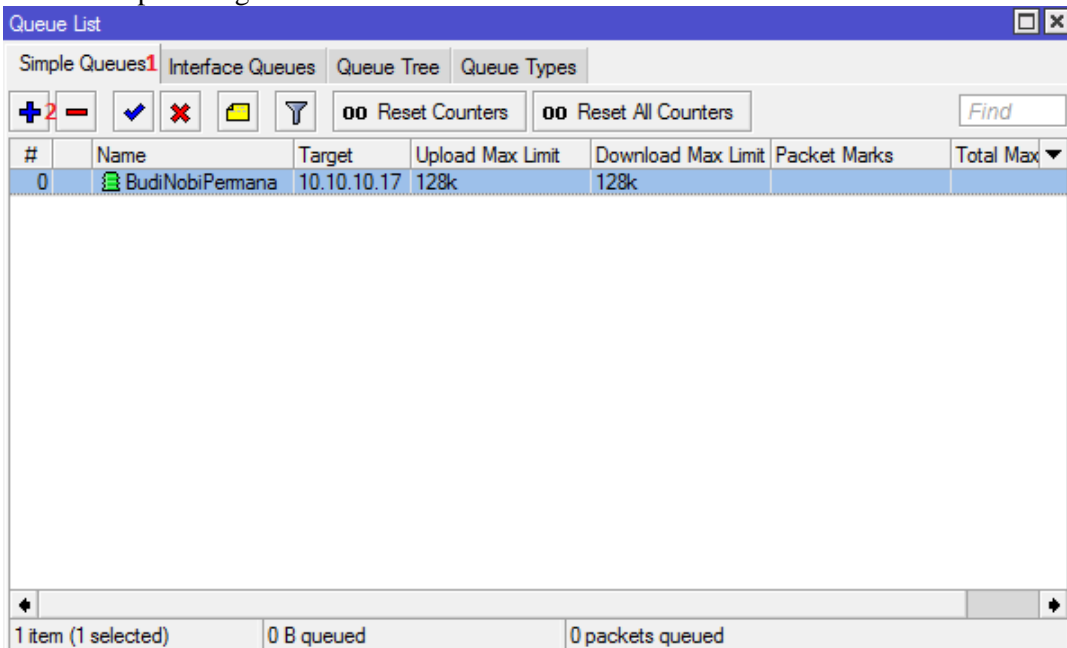 Queue List
Simple Queues1 Interface Queues Queue Tree Queue Types
2 00 Reset Counters 00 Reset All Counters Find
# Name Target Upload Max Limit Download Max Limit Packet Marks Total Max
0 BudiNobiPermana 10.10.10.17 128k 128k
1 item (1 selected) 0 B queued 0 packets queued